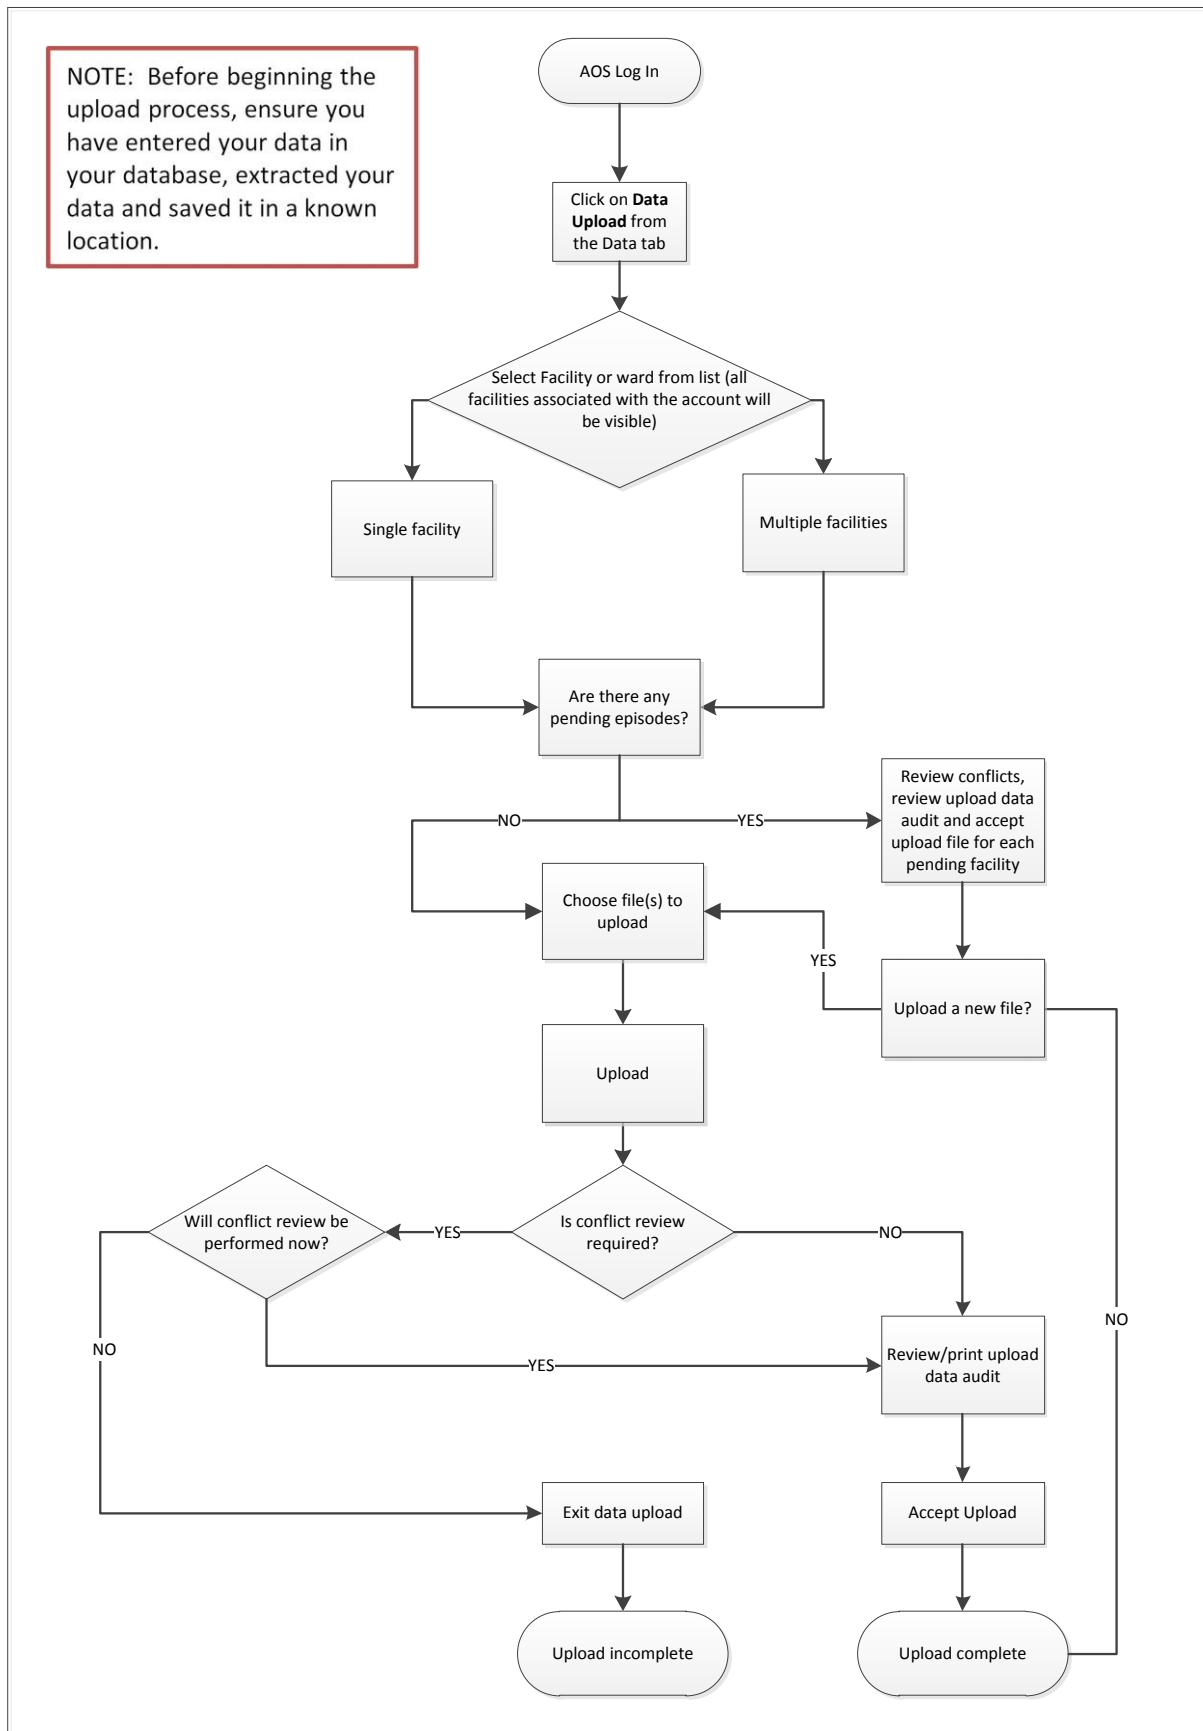 NOTE:  Before beginning the
upload process, ensure you
have entered your data in
your database, extracted your
data and saved it in a known
location.
AOS Log In
Click on Data
Upload from
the Data tab
Select Facility or ward from list (all
facilities associated with the account will
be visible)
Single facility
Multiple facilities
Are there any
pending episodes?
NO
YES
Review conflicts,
review upload data
audit and accept
upload file for each
pending facility
Choose file(s) to
upload
YES
Upload a new file?
Upload
Will conflict review be
performed now?
YES
Is conflict review
required?
NO
NO
NO
YES
Review/print upload
data audit
Exit data upload
Accept Upload
Upload incomplete
Upload complete